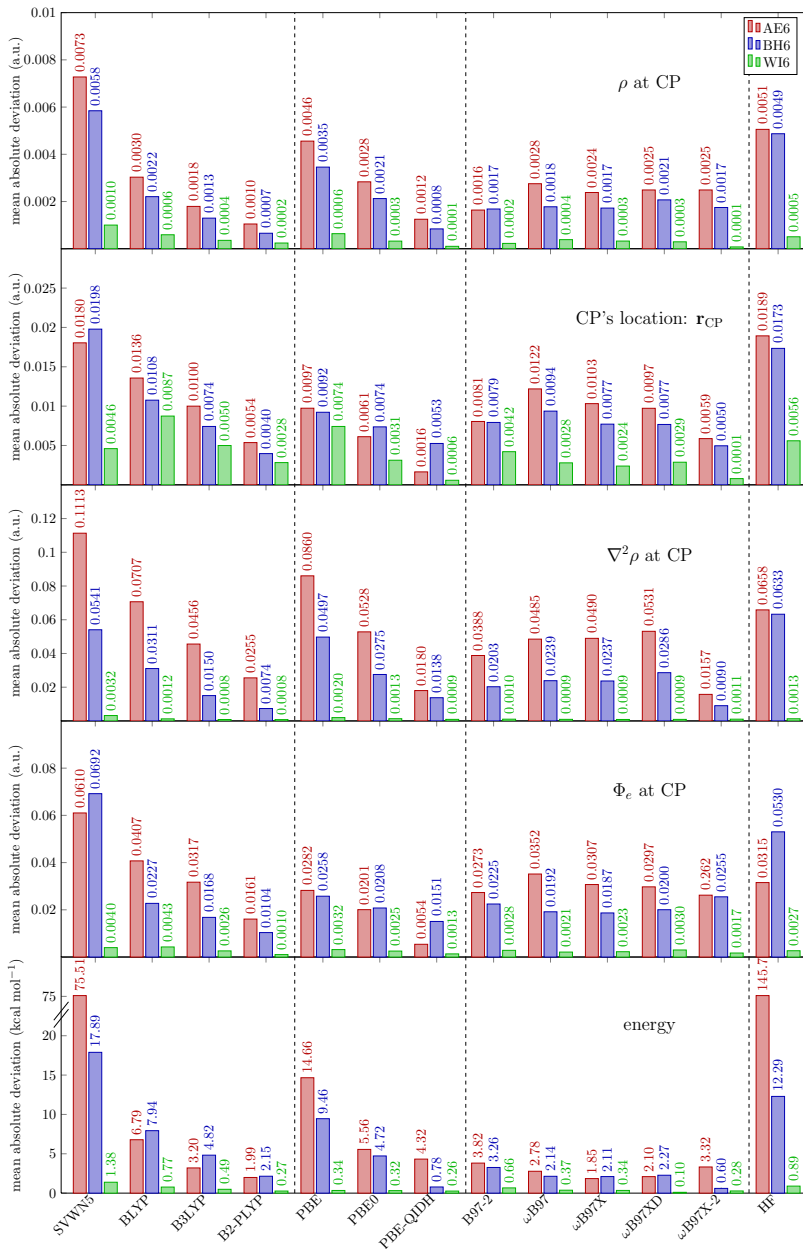 AE6
BH6
WI6
mean absolute deviation (a.u.)
0.01
0.008
0.006
0.004
0.002
ρ at CP
0.0073 0.0058 0.0010
0.0030 0.0022 0.0006
0.0018 0.0013 0.0004
0.0010 0.0007 0.0002
0.0046 0.0035 0.0006
0.0028 0.0021 0.0003
0.0012 0.0008 0.0001
0.0016 0.0017 0.0002
0.0028 0.0018 0.0004
0.0024 0.0017 0.0003
0.0025 0.0021 0.0003
0.0025 0.0017 0.0001
0.0051 0.0049 0.0005
mean absolute deviation (a.u.)
0.025
0.02
0.015
0.01
0.005
CP's location: r_CP
0.0180 0.0198 0.0046
0.0136 0.0108 0.0087
0.0100 0.0074 0.0050
0.0054 0.0040 0.0028
0.0097 0.0092 0.0074
0.0061 0.0074 0.0031
0.0016 0.0053 0.0006
0.0081 0.0079 0.0042
0.0122 0.0094 0.0028
0.0103 0.0077 0.0024
0.0097 0.0077 0.0029
0.0059 0.0050 0.0001
0.0189 0.0173 0.0056
mean absolute deviation (a.u.)
0.12
0.1
0.08
0.06
0.04
0.02
∇²ρ at CP
0.1113 0.0541 0.0032
0.0707 0.0311 0.0012
0.0456 0.0150 0.0008
0.0255 0.0074 0.0008
0.0860 0.0497 0.0020
0.0528 0.0275 0.0013
0.0180 0.0138 0.0009
0.0388 0.0203 0.0010
0.0485 0.0239 0.0009
0.0490 0.0237 0.0009
0.0531 0.0286 0.0009
0.0157 0.0090 0.0011
0.0658 0.0633 0.0013
mean absolute deviation (a.u.)
0.08
0.06
0.04
0.02
Φe at CP
0.0610 0.0692 0.0040
0.0407 0.0227 0.0043
0.0317 0.0168 0.0026
0.0161 0.0104 0.0010
0.0282 0.0258 0.0032
0.0201 0.0208 0.0025
0.0054 0.0151 0.0013
0.0273 0.0225 0.0028
0.0352 0.0192 0.0021
0.0307 0.0187 0.0023
0.0297 0.0200 0.0030
0.262 0.0255 0.0017
0.0315 0.0530 0.0027
mean absolute deviation (kcal mol⁻¹)
75
20
15
10
5
0
energy
75.51 17.89 1.38
6.79 7.94 0.77
3.20 4.82 0.49
1.99 2.15 0.27
14.66 9.46 0.34
5.56 4.72 0.32
4.32 0.78 0.26
3.82 3.26 0.66
2.78 2.14 0.37
1.85 2.11 0.34
2.10 2.27 0.10
3.32 0.60 0.28
145.7 12.29 0.89
SVWN5
BLYP
B3LYP
B2-PLYP
PBE
PBE0
PBE-QIDH
B97-2
ωB97
ωB97X
ωB97XD
ωB97X-2
HF